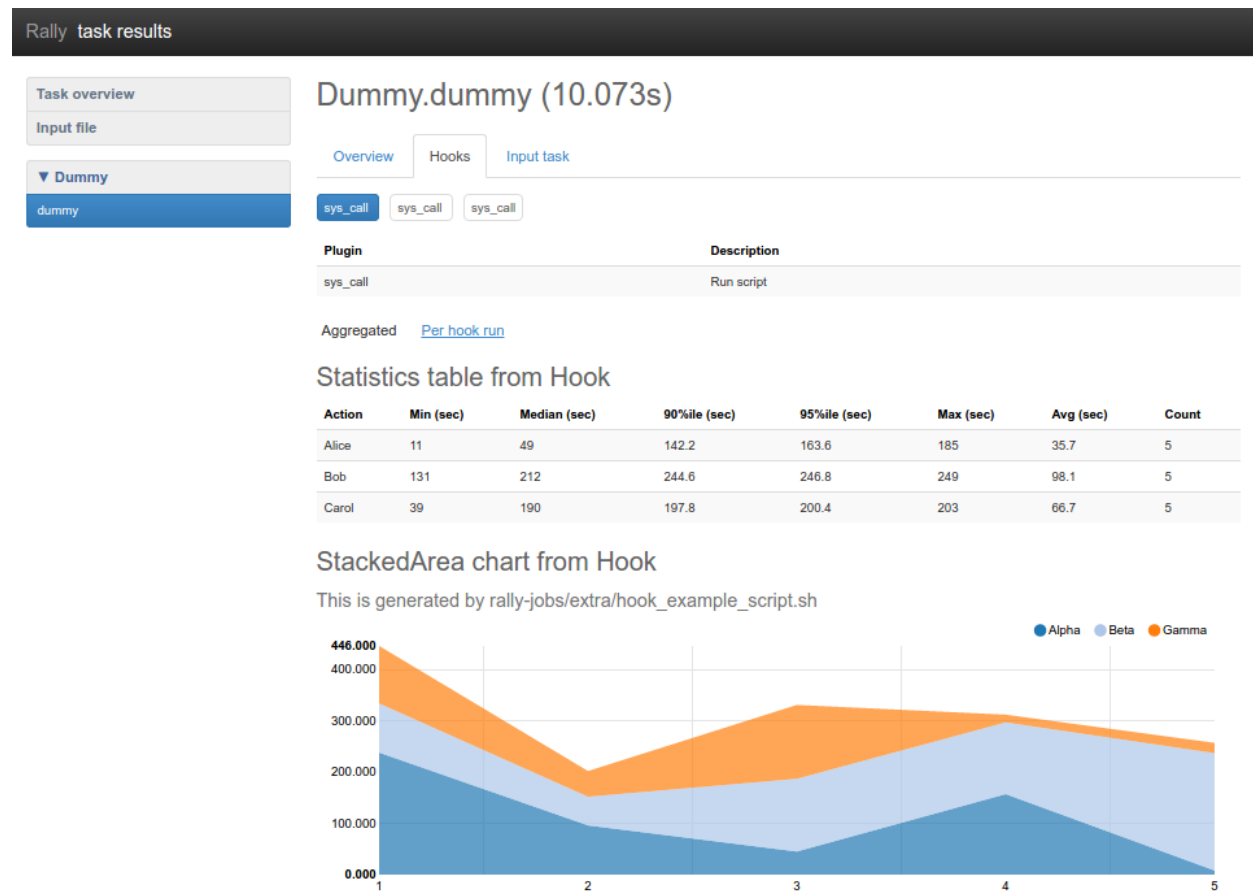 Rally task results
Task overview
Input file
▼ Dummy
dummy
Dummy.dummy (10.073s)
Overview Hooks Input task
sys_call sys_call sys_call
Plugin Description
sys_call Run script
Aggregated Per hook run
Statistics table from Hook
Action Min (sec) Median (sec) 90%ile (sec) 95%ile (sec) Max (sec) Avg (sec) Count
Alice 11 49 142.2 163.6 185 35.7 5
Bob 131 212 244.6 246.8 249 98.1 5
Carol 39 190 197.8 200.4 203 66.7 5
StackedArea chart from Hook
This is generated by rally-jobs/extra/hook_example_script.sh
Alpha Beta Gamma
446.000
400.000
300.000
200.000
100.000
0.000
1 2 3 4 5